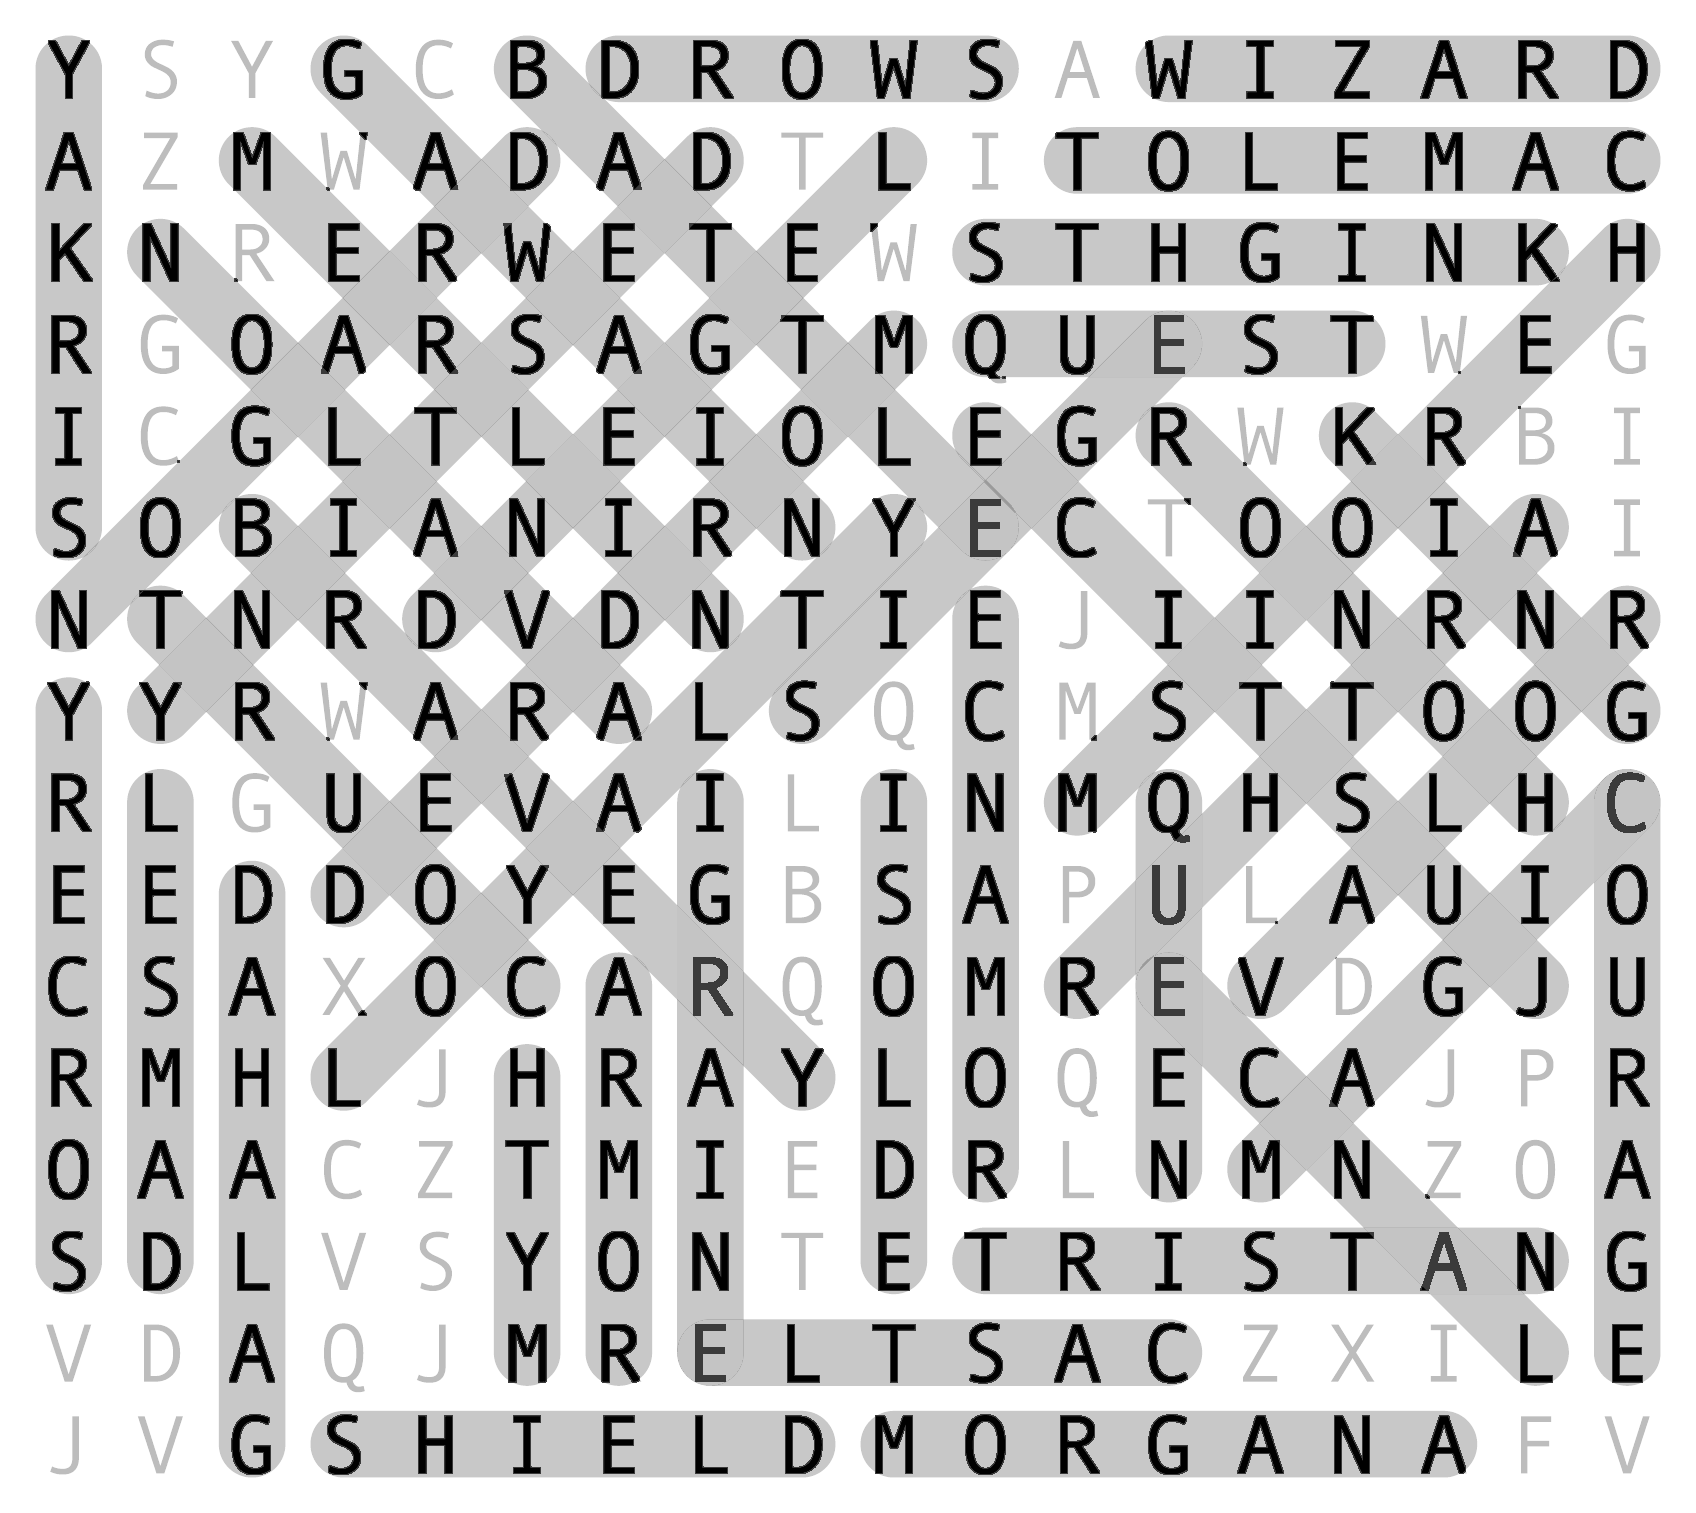 Y S Y G C B D R O W S A W I Z A R D
A Z M W A D A D T L I T O L E M A C
K N R E R W E T E W S T H G I N K H
R G O A R S A G T M Q U E S T W E G
I C G L T L E I O L E G R W K R B I
S O B I A N I R N Y E C T O O I A I
N T N R D V D N T I E J I I N R N R
Y Y R W A R A L S Q C M S T T O O G
R L G U E V A I L I N M Q H S L H C
E E D D O Y E G B S A P U L A U I O
C S A X O C A R Q O M R E V D G J U
R M H L J H R A Y L O Q E C A J P R
O A A C Z T M I E D R L N M N Z O A
S D L V S Y O N T E T R I S T A N G
V D A Q J M R E L T S A C Z X I L E
J V G S H I E L D M O R G A N A F V